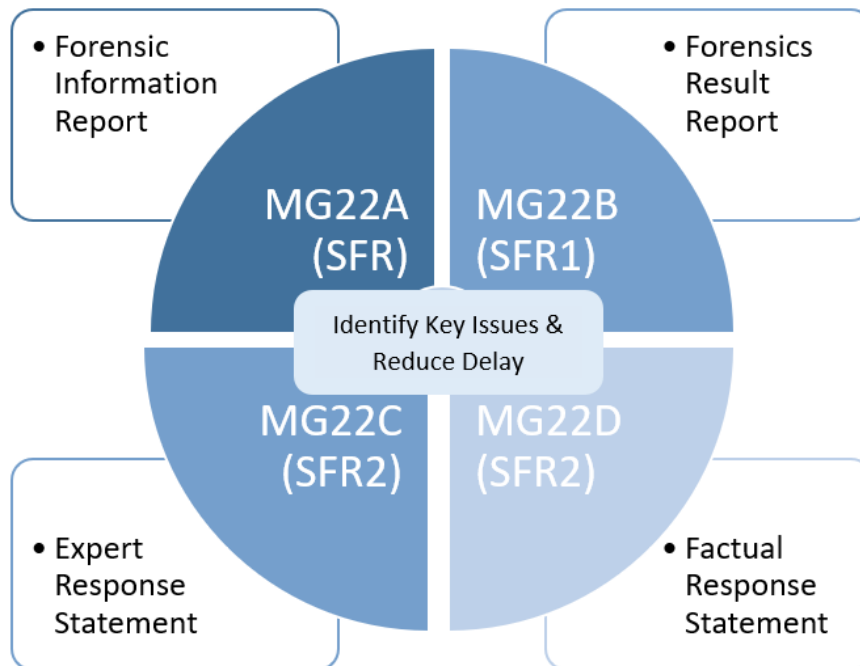 • Forensic
Information
Report
• Forensics
Result
Report
MG22A
(SFR)
MG22B
(SFR1)
Identify Key Issues &
Reduce Delay
MG22C
(SFR2)
MG22D
(SFR2)
• Expert
Response
Statement
• Factual
Response
Statement